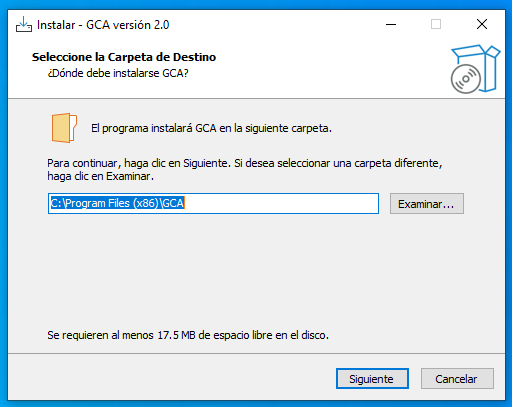 Instalar - GCA versión 2.0
Seleccione la Carpeta de Destino
¿Dónde debe instalarse GCA?
El programa instalará GCA en la siguiente carpeta.
Para continuar, haga clic en Siguiente. Si desea seleccionar una carpeta diferente,
haga clic en Examinar.
C:\Program Files (x86)\GCA
Examinar...
Se requieren al menos 17.5 MB de espacio libre en el disco.
Siguiente
Cancelar